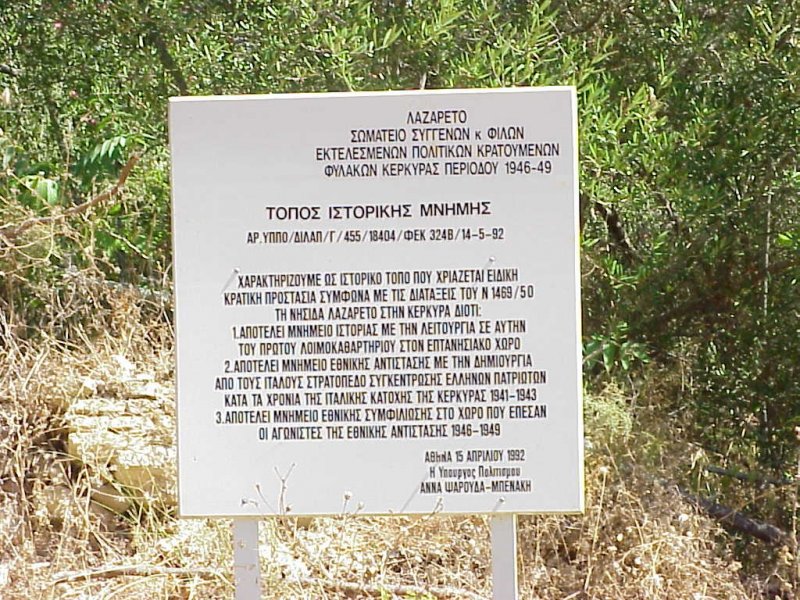 ΛΑΖΑΡΕΤΟ
ΣΩΜΑΤΕΙΟ ΣΥΓΓΕΝΩΝ κ ΦΙΛΩΝ
ΕΚΤΕΛΕΣΜΕΝΩΝ ΠΟΛΙΤΙΚΩΝ ΚΡΑΤΟΥΜΕΝΩΝ
ΦΥΛΑΚΩΝ ΚΕΡΚΥΡΑΣ ΠΕΡΙΟΔΟΥ 1946-49
ΤΟΠΟΣ ΙΣΤΟΡΙΚΗΣ ΜΝΗΜΗΣ
ΑΡ.ΥΠΠΟ/ΔΙΛΑΠ/Γ/455/18404/ΦΕΚ 324Β/14-5-92
ΧΑΡΑΚΤΗΡΙΖΟΥΜΕ ΩΣ ΙΣΤΟΡΙΚΟ ΤΟΠΟ ΠΟΥ ΧΡΙΑΖΕΤΑΙ ΕΙΔΙΚΗ
ΚΡΑΤΙΚΗ ΠΡΟΣΤΑΣΙΑ ΣΥΜΦΩΝΑ ΜΕ ΤΙΣ ΔΙΑΤΑΞΕΙΣ ΤΟΥ Ν 1469/50
ΤΗ ΝΗΣΙΔΑ ΛΑΖΑΡΕΤΟ ΣΤΗΝ ΚΕΡΚΥΡΑ ΔΙΟΤΙ:
1.ΑΠΟΤΕΛΕΙ ΜΝΗΜΕΙΟ ΙΣΤΟΡΙΑΣ ΜΕ ΤΗΝ ΛΕΙΤΟΥΡΓΙΑ ΣΕ ΑΥΤΗΝ
ΤΟΥ ΠΡΩΤΟΥ ΛΟΙΜΟΚΑΘΑΡΤΗΡΙΟΥ ΣΤΟΝ ΕΠΤΑΝΗΣΙΑΚΟ ΧΩΡΟ
2.ΑΠΟΤΕΛΕΙ ΜΝΗΜΕΙΟ ΕΘΝΙΚΗΣ ΑΝΤΙΣΤΑΣΗΣ ΜΕ ΤΗΝ ΔΗΜΙΟΥΡΓΙΑ
ΑΠΟ ΤΟΥΣ ΙΤΑΛΟΥΣ ΣΤΡΑΤΟΠΕΔΟ ΣΥΓΚΕΝΤΡΩΣΗΣ ΕΛΛΗΝΩΝ ΠΑΤΡΙΩΤΩΝ
ΚΑΤΑ ΤΑ ΧΡΟΝΙΑ ΤΗΣ ΙΤΑΛΙΚΗΣ ΚΑΤΟΧΗΣ ΤΗΣ ΚΕΡΚΥΡΑΣ 1941-1943
3.ΑΠΟΤΕΛΕΙ ΜΝΗΜΕΙΟ ΕΘΝΙΚΗΣ ΣΥΜΦΙΛΙΩΣΗΣ ΣΤΟ ΧΩΡΟ ΠΟΥ ΕΠΕΣΑΝ
ΟΙ ΑΓΩΝΙΣΤΕΣ ΤΗΣ ΕΘΝΙΚΗΣ ΑΝΤΙΣΤΑΣΗΣ 1946-1949
ΑΘΗΝΑ 15 ΑΠΡΙΛΙΟΥ 1992
Η Υπουργος Πολιτισμου
ΑΝΝΑ ΨΑΡΟΥΔΑ-ΜΠΕΝΑΚΗ